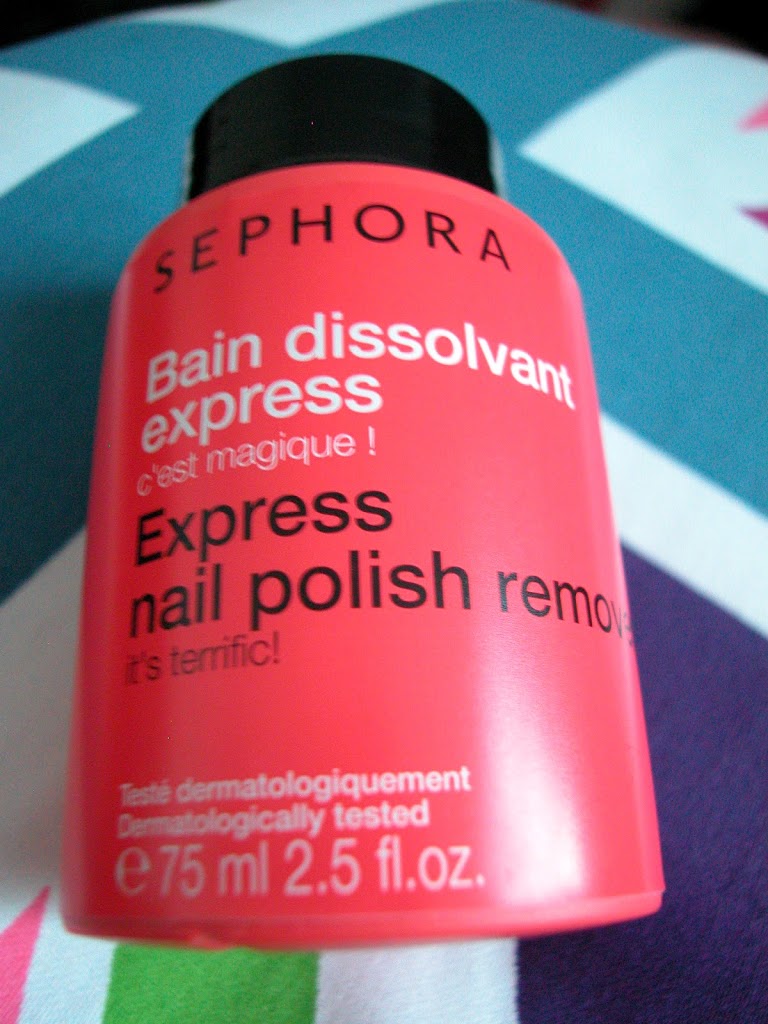 SEPHORA
Bain dissolvant
express
c'est magique !
Express
nail polish remove
it's terrific!
Testé dermatologiquement
Dermatologically tested
℮ 75 ml 2.5 fl.oz.